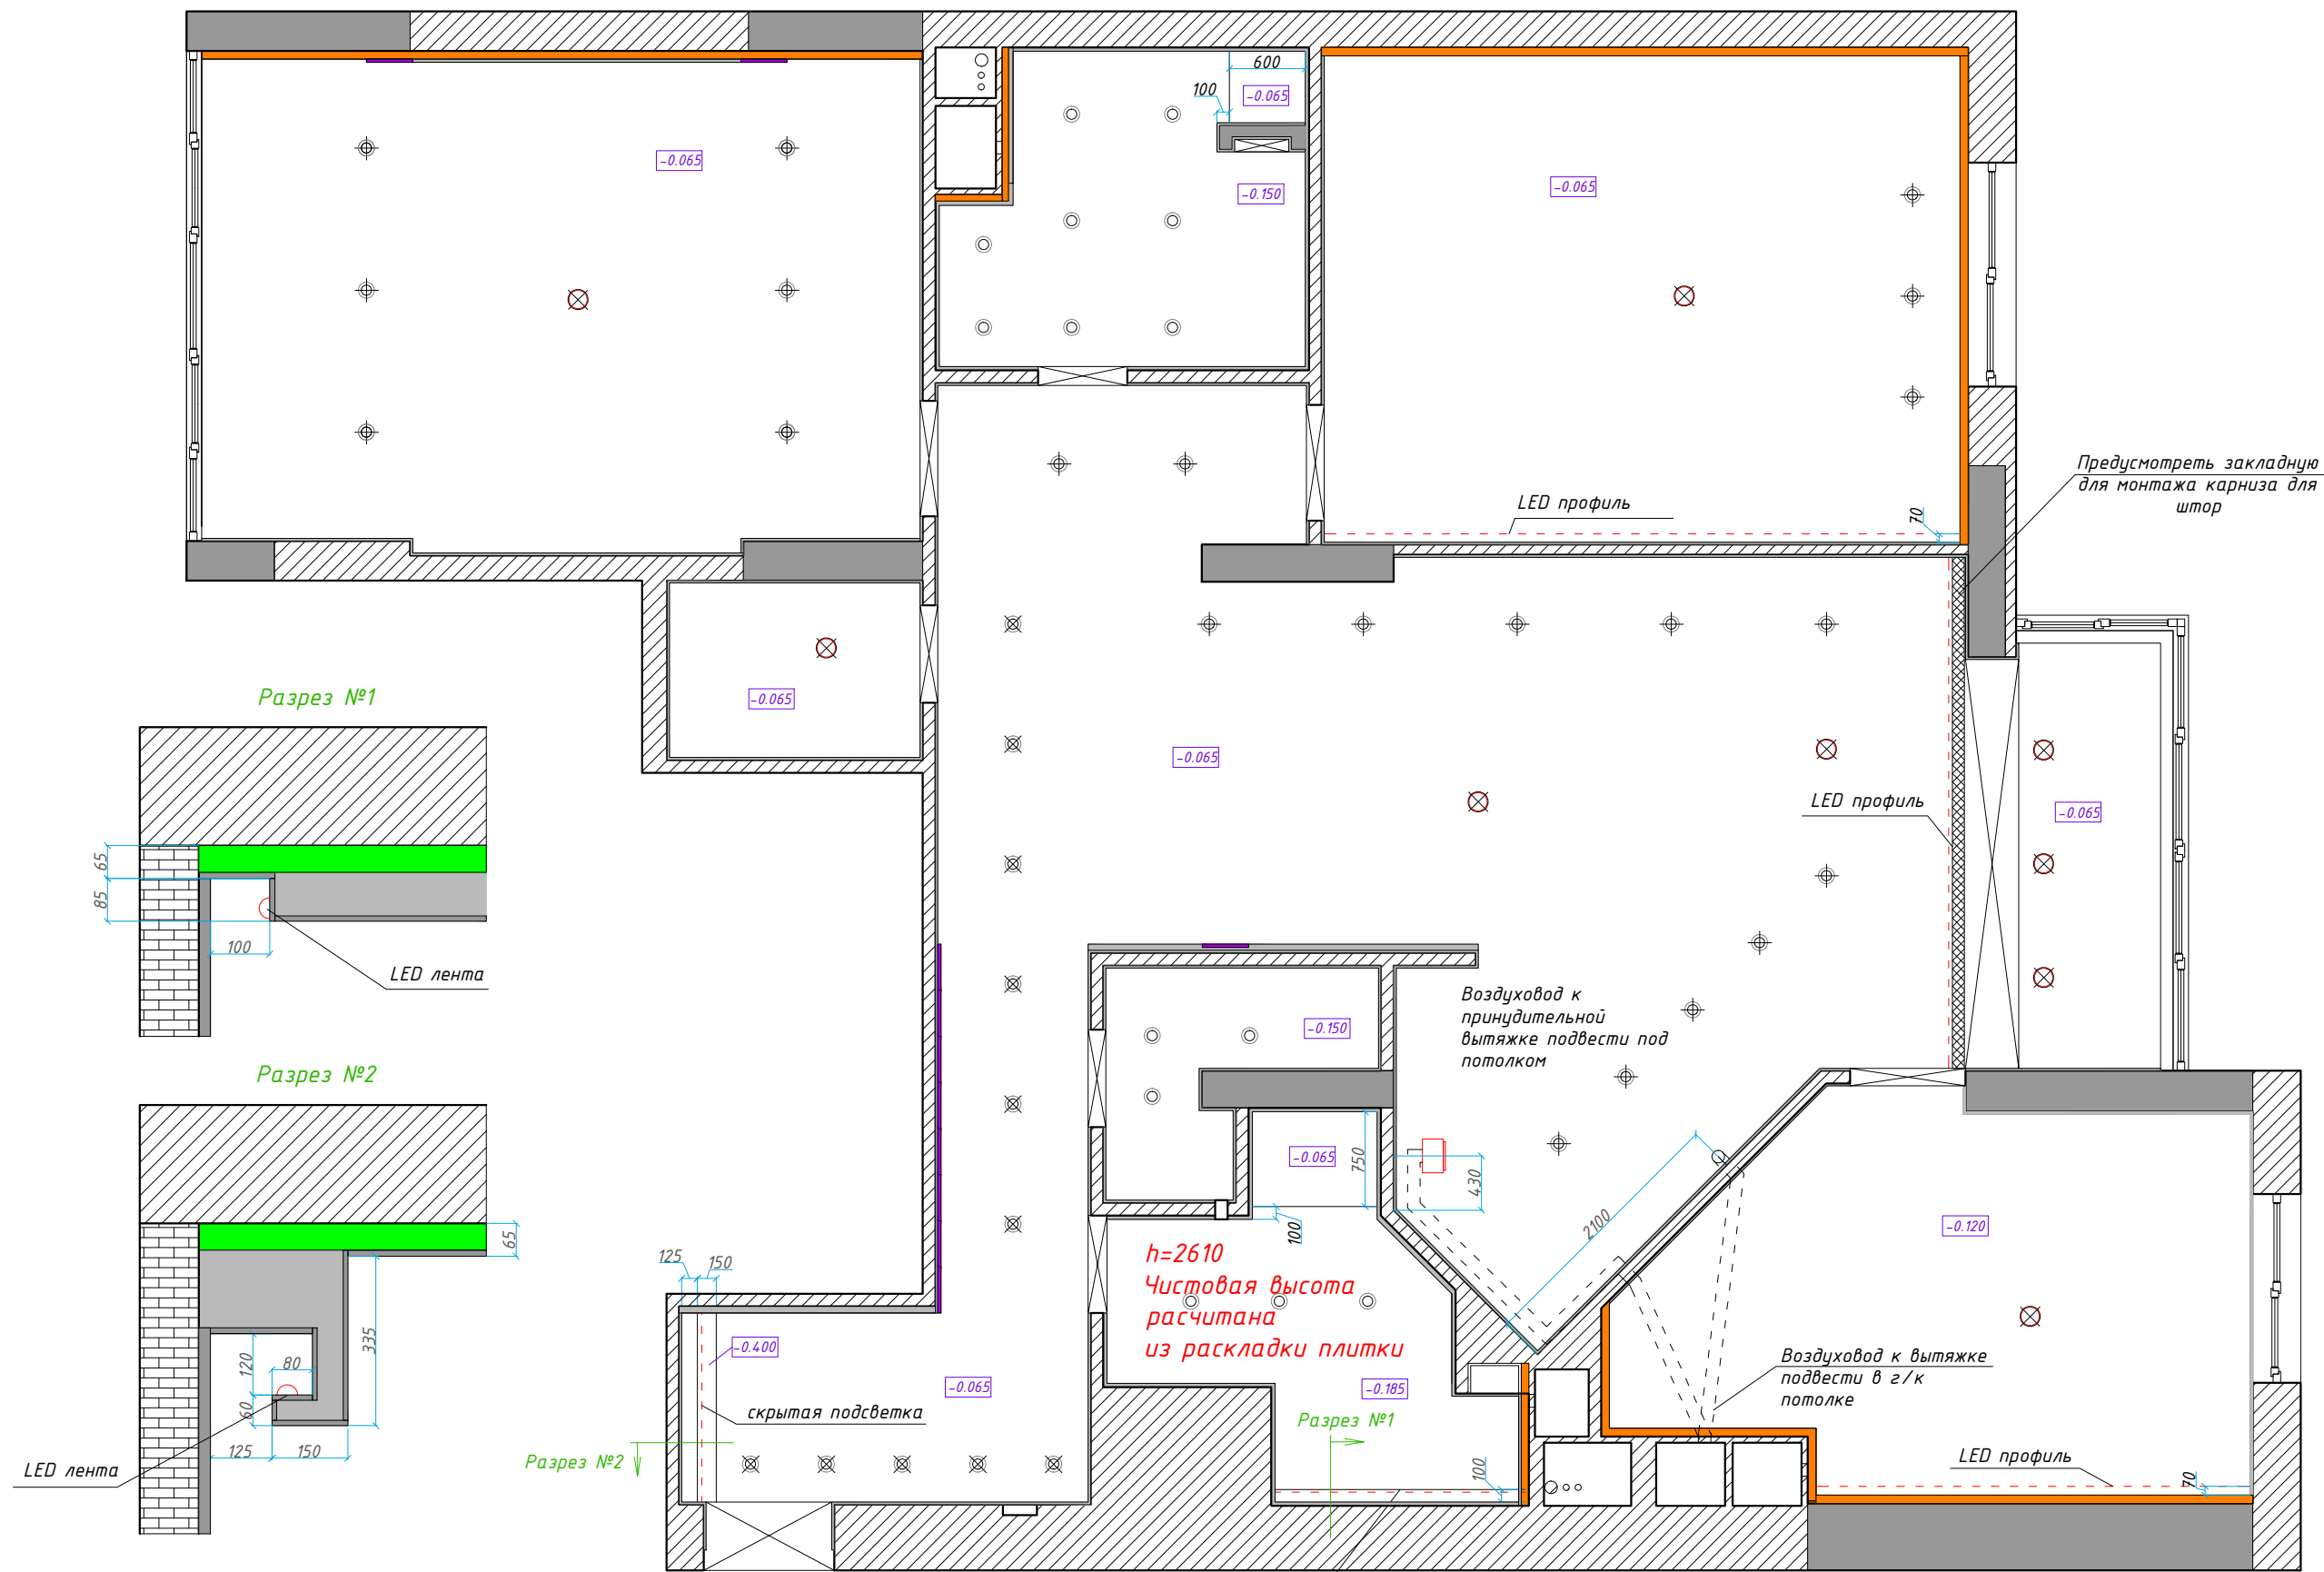 600
100
-0.065
-0.065
-0.150
-0.065
LED профиль
70
Предусмотреть закладную
для монтажа карниза для
штор
Разрез №1
-0.065
-0.065
LED профиль
-0.065
65
85
100
LED лента
Воздуховод к
принудительной
вытяжке подвести под
потолком
-0.150
Разрез №2
-0.065
750
430
2100
100
-0.120
65
h=2610
Чистовая высота
расчитана
из раскладки плитки
125
150
335
120
80
60
125
150
LED лента
-0.400
-0.065
скрытая подсветка
Разрез №2
-0.185
Разрез №1
100
Воздуховод к вытяжке
подвести в г/к
потолке
LED профиль
70